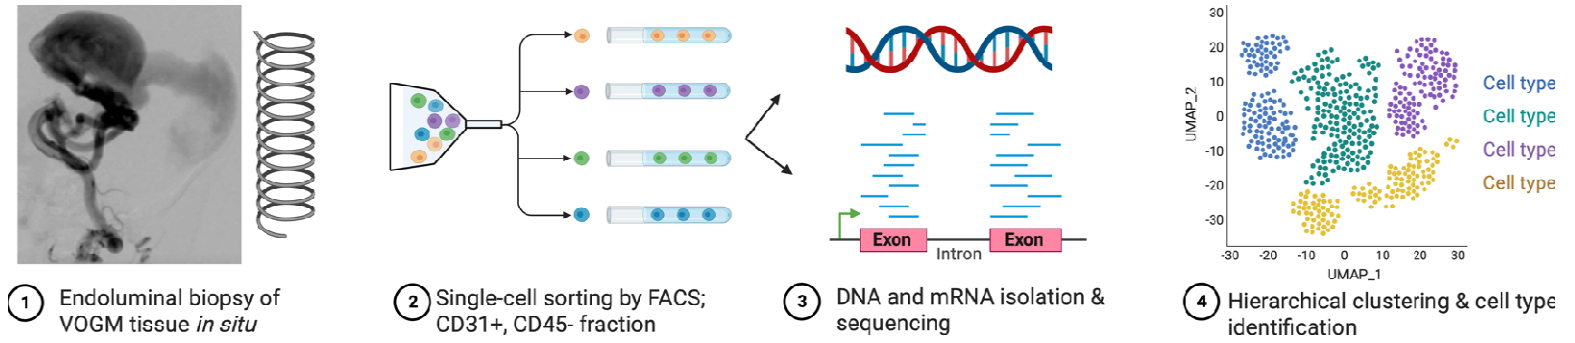 1
Endoluminal biopsy of
VOGM tissue in situ
2
Single-cell sorting by FACS;
CD31+, CD45- fraction
Exon
Exon
Intron
3
DNA and mRNA isolation &
sequencing
30
20
10
0
-10
-20
-30
UMAP_2
-30 -20 -10 0 10 20 30
UMAP_1
Cell type
Cell type
Cell type
Cell type
4
Hierarchical clustering & cell type
identification